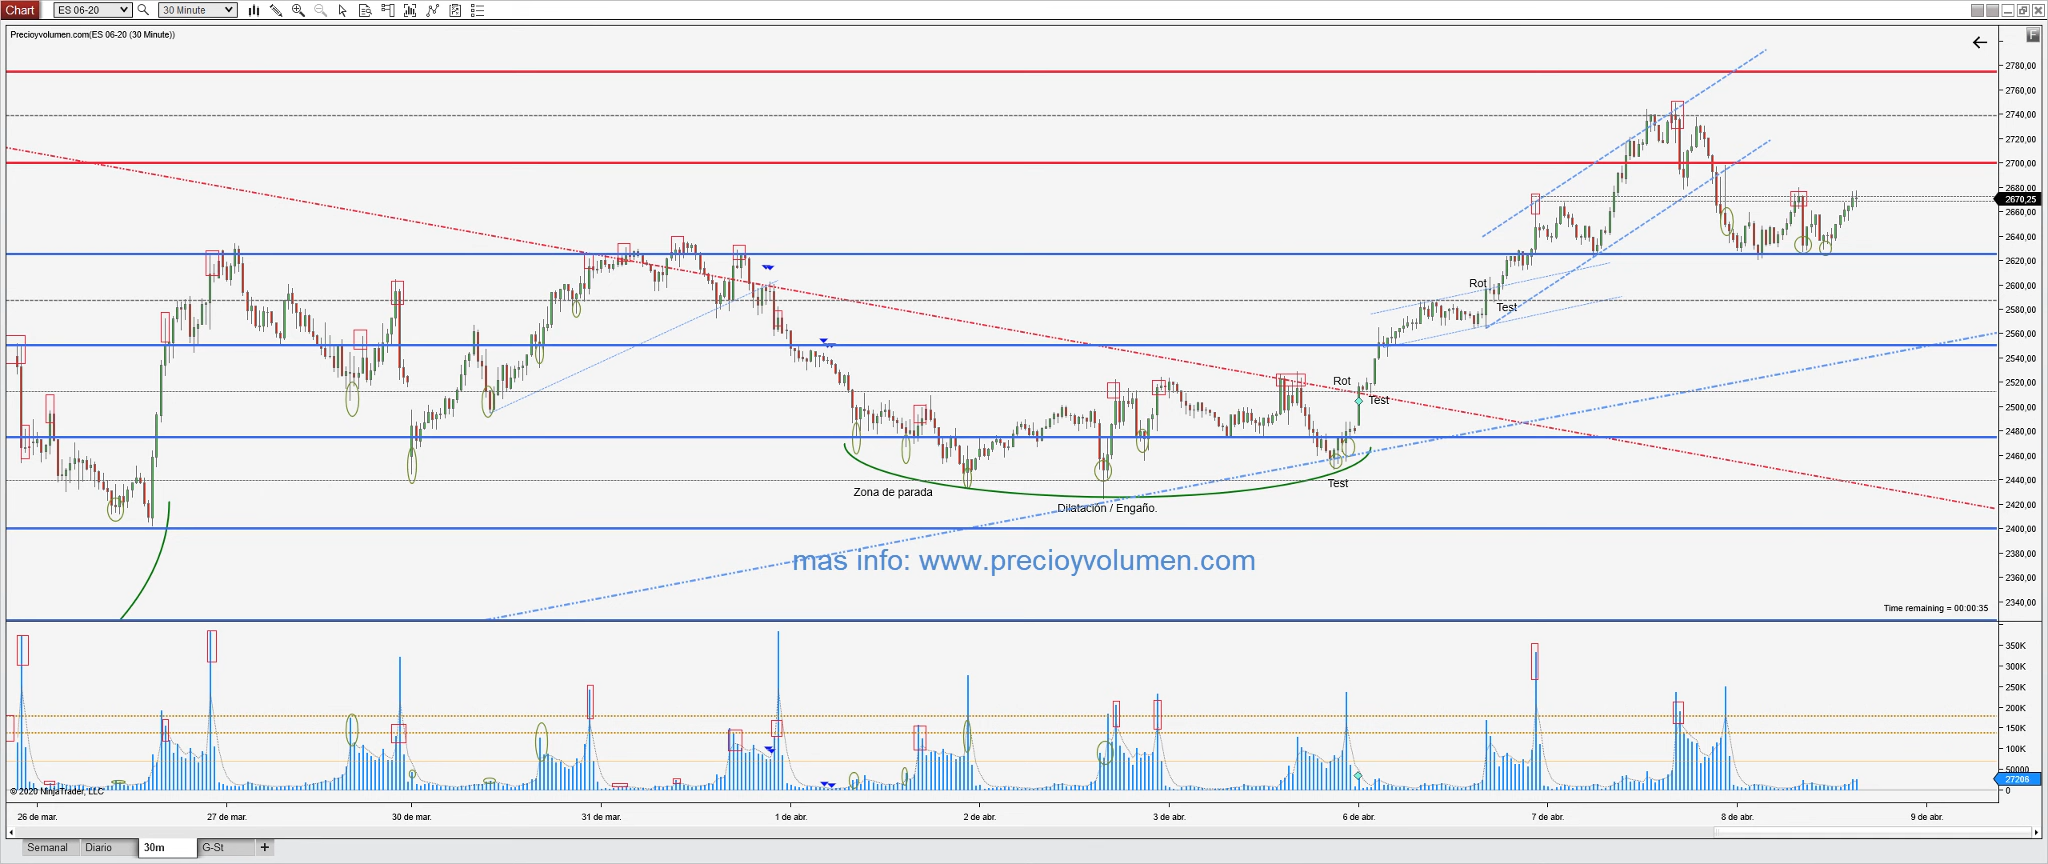 Chart ES 06-20 30 Minute
Precioyvolumen.com(ES 06-20 (30 Minute))
F
2780,00
2760,00
2740,00
2720,00
2700,00
2680,00
2670,25
2660,00
2640,00
2620,00
2600,00
2580,00
2560,00
2540,00
2520,00
2500,00
2480,00
2460,00
2440,00
2420,00
2400,00
2380,00
2360,00
2340,00
Rot
Test
Rot
Test
Test
Zona de parada
Dilatación / Engaño.
mas info: www.precioyvolumen.com
Time remaining = 00:00:35
350K
300K
250K
200K
150K
100K
50000
27206
0
© 2020 NinjaTrader, LLC
26 de mar. 27 de mar. 30 de mar. 31 de mar. 1 de abr. 2 de abr. 3 de abr. 6 de abr. 7 de abr. 8 de abr. 9 de abr.
Semanal Diario 30m G-St +